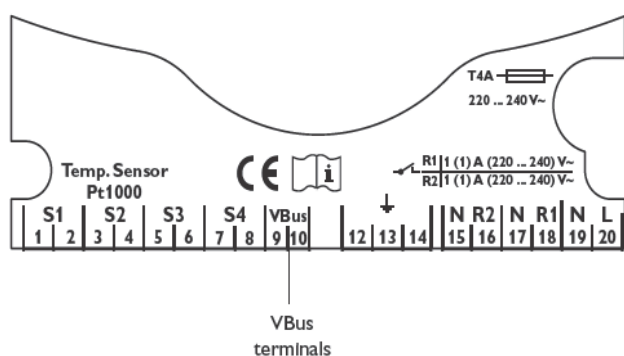 T4A
220 ... 240 V~
Temp. Sensor
Pt1000
CE
i
R1 1 (1) A (220 ... 240) V~
R2 1 (1) A (220 ... 240) V~
S1 S2 S3 S4 VBus N R2 N R1 N L
1 2 3 4 5 6 7 8 9 10 12 13 14 15 16 17 18 19 20
VBus
terminals